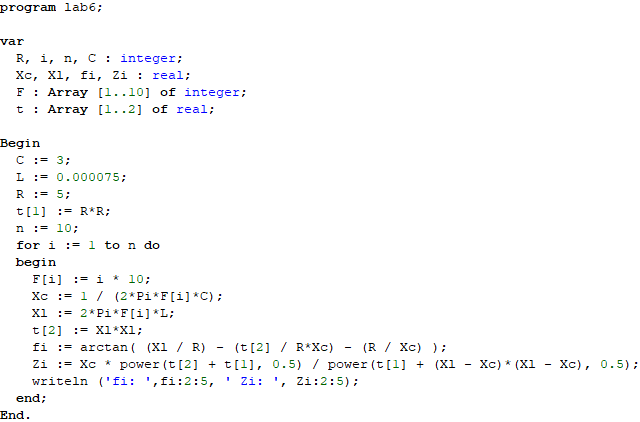 program lab6;
var
R, i, n, C : integer;
Xc, Xl, fi, Zi : real;
F : Array [1..10] of integer;
t : Array [1..2] of real;
Begin
C := 3;
L := 0.000075;
R := 5;
t[1] := R*R;
n := 10;
for i := 1 to n do
begin
F[i] := i * 10;
Xc := 1 / (2*Pi*F[i]*C);
Xl := 2*Pi*F[i]*L;
t[2] := Xl*Xl;
fi := arctan( (Xl / R) - (t[2] / R*Xc) - (R / Xc) );
Zi := Xc * power(t[2] + t[1], 0.5) / power(t[1] + (Xl - Xc)*(Xl - Xc), 0.5);
writeln ('fi: ',fi:2:5, ' Zi: ', Zi:2:5);
end;
End.